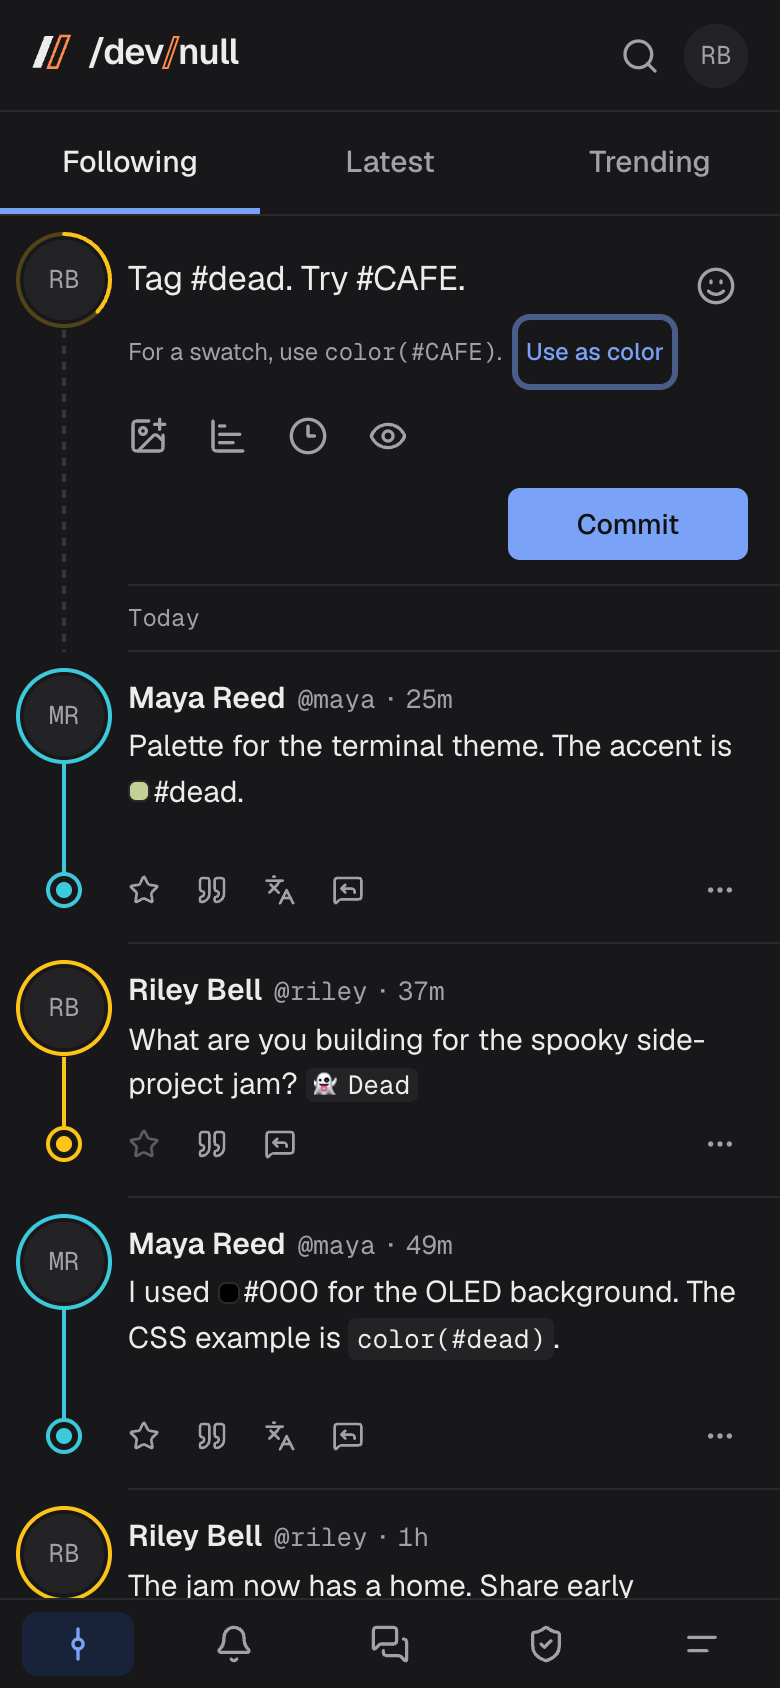 /dev//null
RB
Following
Latest
Trending
RB
Tag #dead. Try #CAFE.
For a swatch, use color(#CAFE). Use as color
Commit
Today
MR
Maya Reed @maya · 25m
Palette for the terminal theme. The accent is
#dead.
RB
Riley Bell @riley · 37m
What are you building for the spooky side-
project jam? 👻 Dead
MR
Maya Reed @maya · 49m
I used #000 for the OLED background. The
CSS example is color(#dead).
RB
Riley Bell @riley · 1h
The jam now has a home. Share early